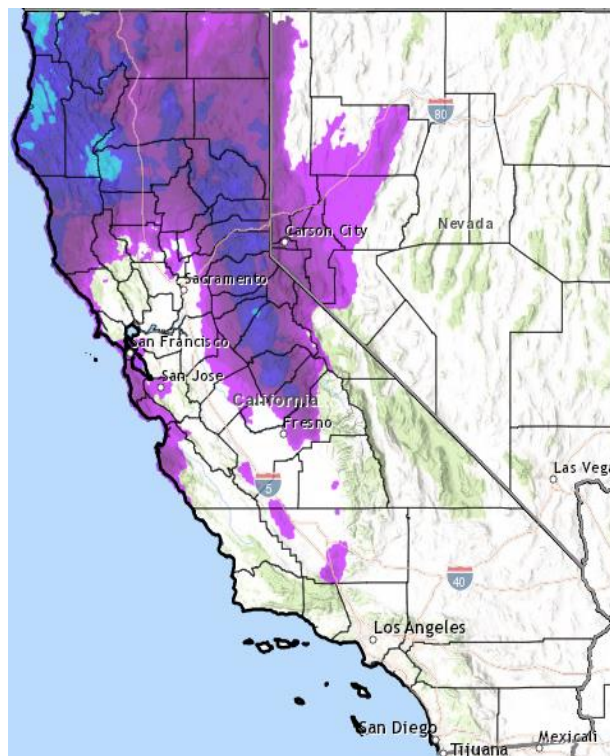 80
Nevada
Carson City
Sacramento
San Francisco
San Jose
California
Fresno
5
Las Vega
40
Los Angeles
San Diego
Tijuana
Mexicali